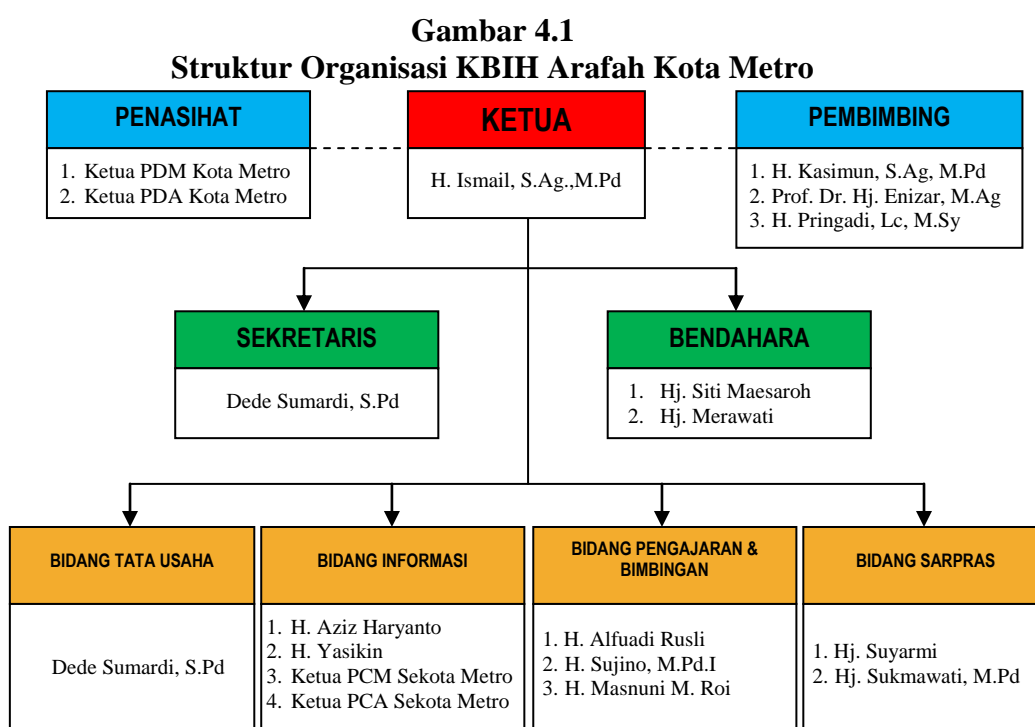 Gambar 4.1
Struktur Organisasi KBIH Arafah Kota Metro
PENASIHAT
1. Ketua PDM Kota Metro
2. Ketua PDA Kota Metro
KETUA
H. Ismail, S.Ag.,M.Pd
PEMBIMBING
1. H. Kasimun, S.Ag, M.Pd
2. Prof. Dr. Hj. Enizar, M.Ag
3. H. Pringadi, Lc, M.Sy
SEKRETARIS
Dede Sumardi, S.Pd
BENDAHARA
1. Hj. Siti Maesaroh
2. Hj. Merawati
BIDANG TATA USAHA
Dede Sumardi, S.Pd
BIDANG INFORMASI
1. H. Aziz Haryanto
2. H. Yasikin
3. Ketua PCM Sekota Metro
4. Ketua PCA Sekota Metro
BIDANG PENGAJARAN &
BIMBINGAN
1. H. Alfuadi Rusli
2. H. Sujino, M.Pd.I
3. H. Masnuni M. Roi
BIDANG SARPRAS
1. Hj. Suyarmi
2. Hj. Sukmawati, M.Pd